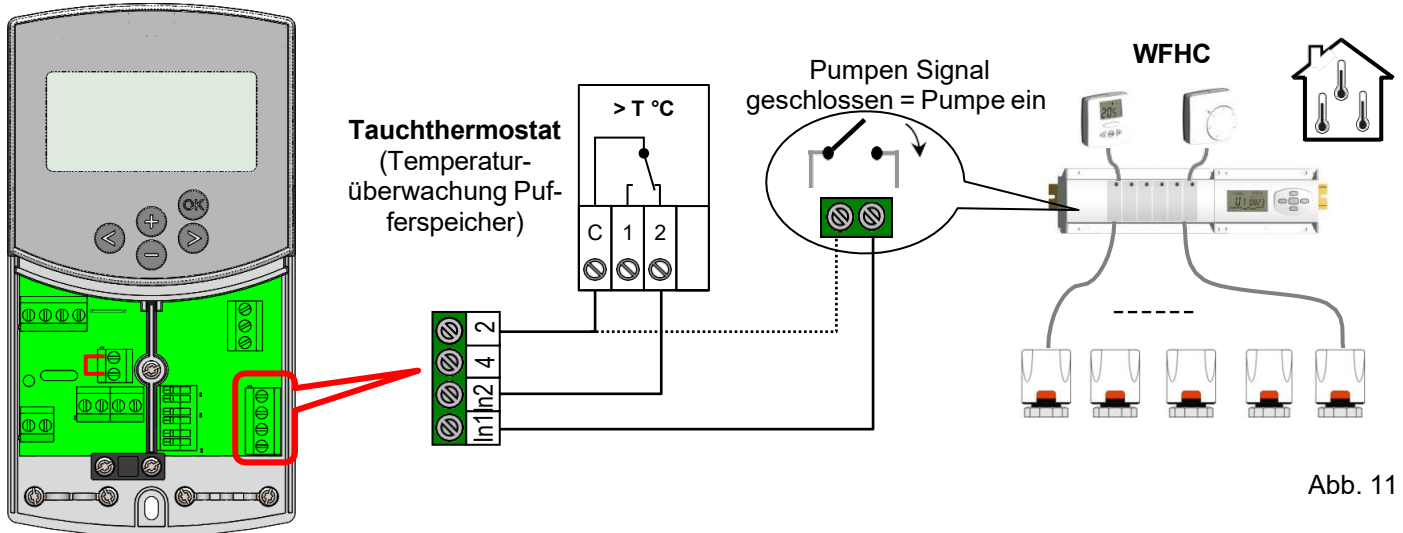 OK
Tauchthermostat
(Temperatur-
überwachung Puf-
ferspeicher)
> T °C
C 1 2
2
4
In2
In1
Pumpen Signal
geschlossen = Pumpe ein
WFHC
Abb. 11